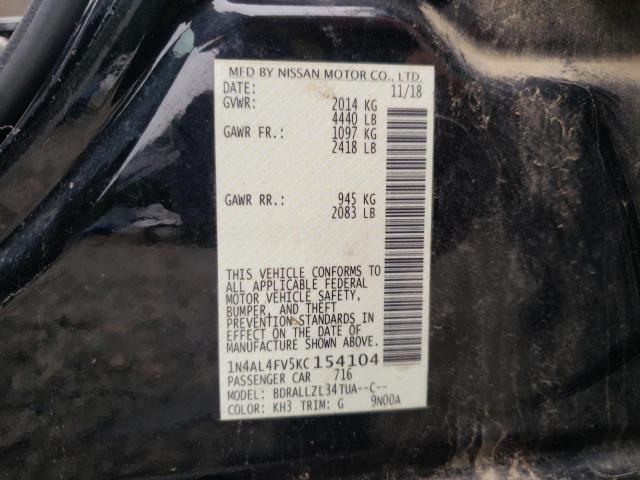 MFD BY NISSAN MOTOR CO., LTD.
DATE: 11/18
GVWR: 2014 KG
4440 LB
GAWR FR.: 1097 KG
2418 LB
GAWR RR.: 945 KG
2083 LB
THIS VEHICLE CONFORMS TO
ALL APPLICABLE FEDERAL
MOTOR VEHICLE SAFETY,
BUMPER, AND THEFT
PREVENTION STANDARDS IN
EFFECT ON THE DATE OF
MANUFACTURE SHOWN ABOVE.
1N4AL4FV5KC154104
PASSENGER CAR 716
MODEL: BDRALLZL34TUA--C--
COLOR: KH3 TRIM: G 9N00A